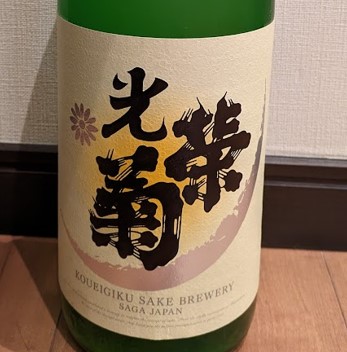 光栄菊
KOUEIGIKU SAKE BREWERY
SAGA JAPAN